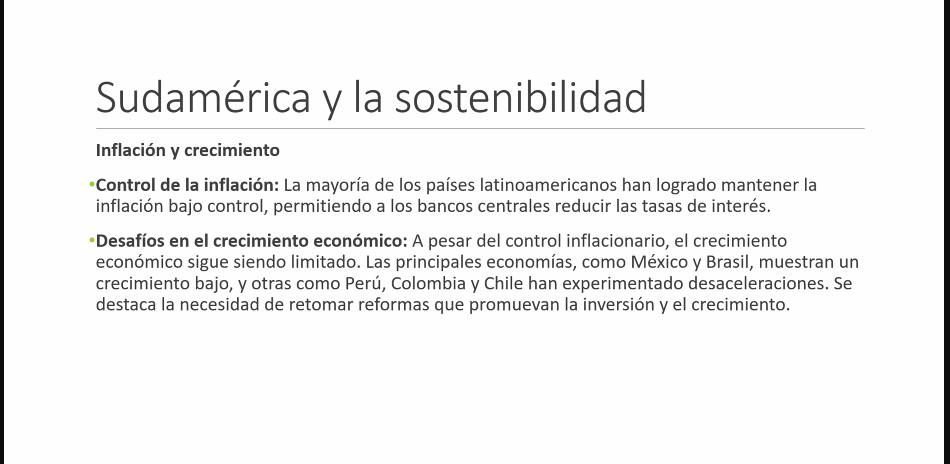 Sudamérica y la sostenibilidad
Inflación y crecimiento
•Control de la inflación: La mayoría de los países latinoamericanos han logrado mantener la
inflación bajo control, permitiendo a los bancos centrales reducir las tasas de interés.
•Desafíos en el crecimiento económico: A pesar del control inflacionario, el crecimiento
económico sigue siendo limitado. Las principales economías, como México y Brasil, muestran un
crecimiento bajo, y otras como Perú, Colombia y Chile han experimentado desaceleraciones. Se
destaca la necesidad de retomar reformas que promuevan la inversión y el crecimiento.